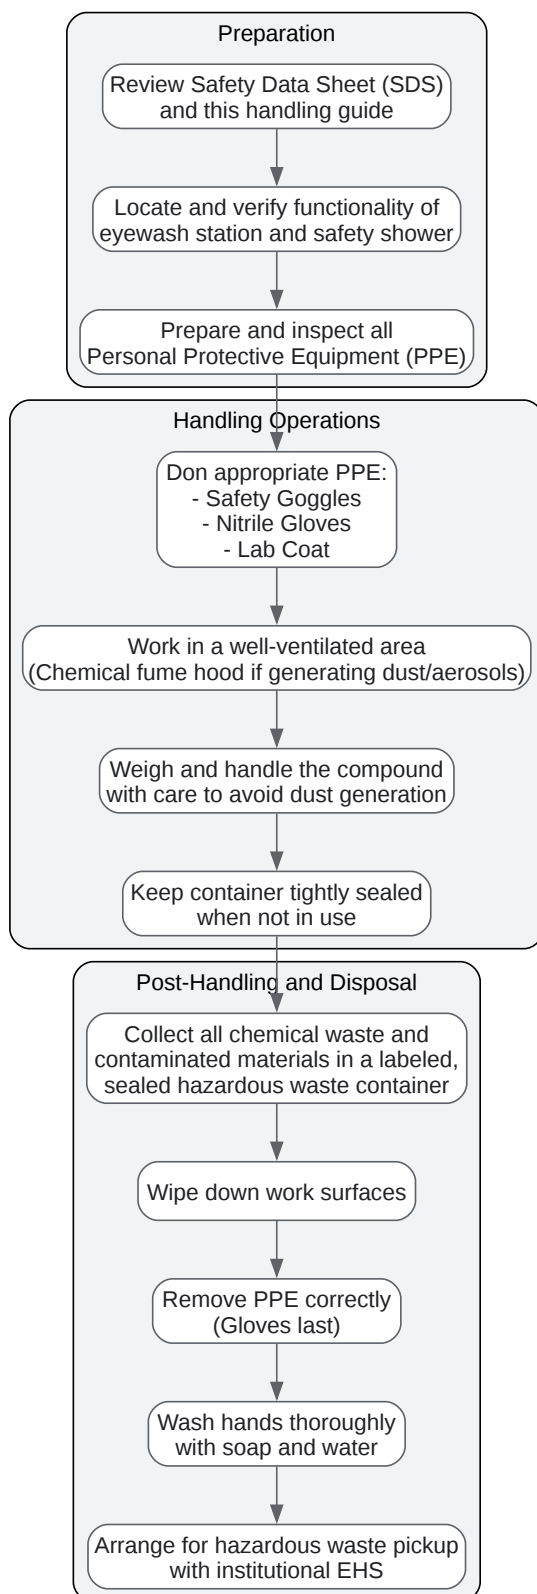 Preparation
Review Safety Data Sheet (SDS)
and this handling guide
Locate and verify functionality of
eyewash station and safety shower
Prepare and inspect all
Personal Protective Equipment (PPE)
Handling Operations
Don appropriate PPE:
- Safety Goggles
- Nitrile Gloves
- Lab Coat
Work in a well-ventilated area
(Chemical fume hood if generating dust/aerosols)
Weigh and handle the compound
with care to avoid dust generation
Keep container tightly sealed
when not in use
Post-Handling and Disposal
Collect all chemical waste and
contaminated materials in a labeled,
sealed hazardous waste container
Wipe down work surfaces
Remove PPE correctly
(Gloves last)
Wash hands thoroughly
with soap and water
Arrange for hazardous waste pickup
with institutional EHS